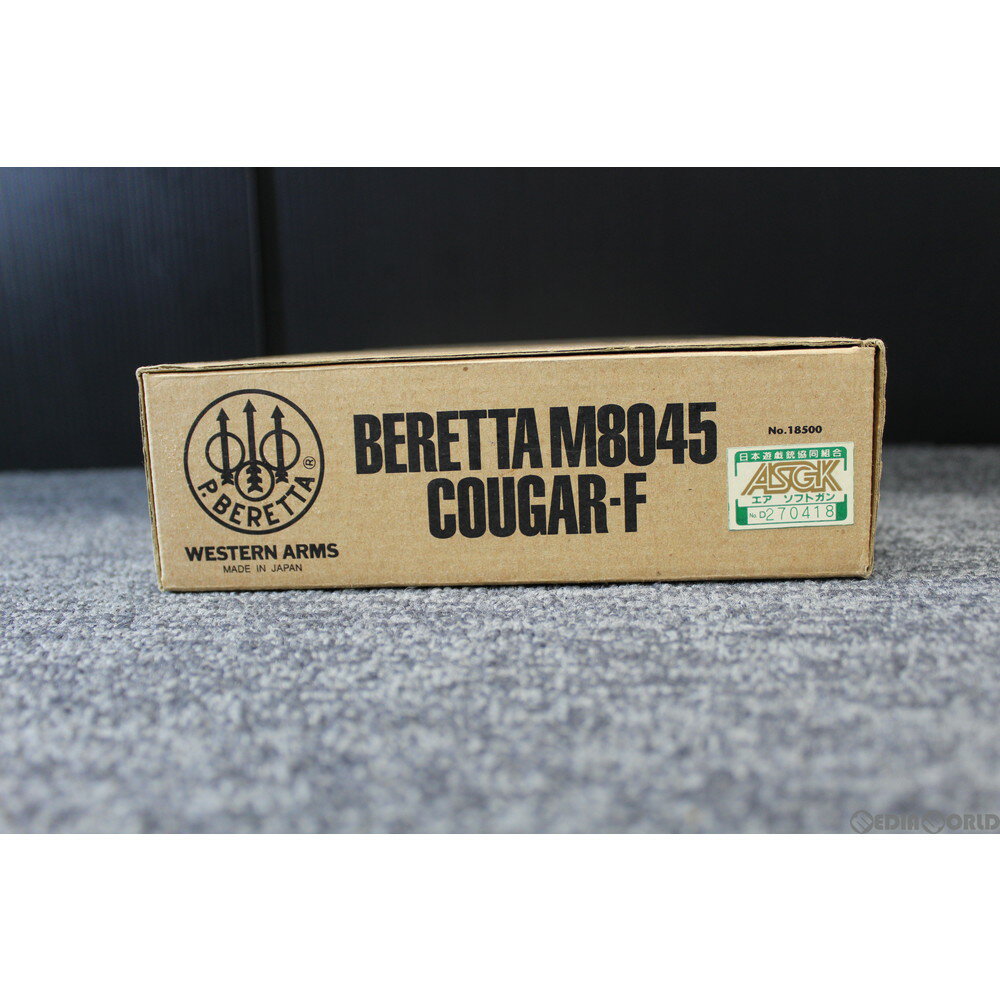 P. BERETTA
®
WESTERN ARMS
MADE IN JAPAN
BERETTA M8045
COUGAR-F
No.18500
日本遊戯銃協同組合
ASGK
エア ソフトガン
No.D270418
MEDIAWORLD